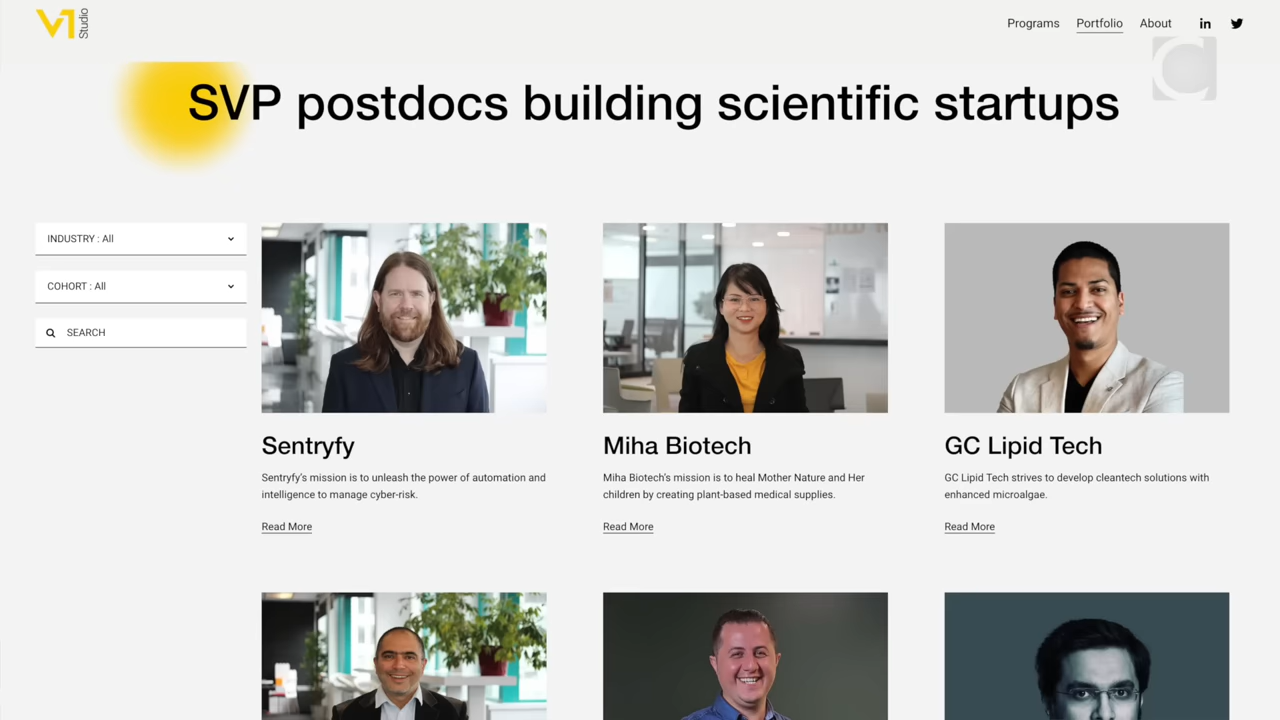 V1 Studio
Programs Portfolio About in
SVP postdocs building scientific startups
INDUSTRY : All
COHORT : All
SEARCH
Sentryfy
Sentryfy's mission is to unleash the power of automation and
intelligence to manage cyber-risk.
Read More
Miha Biotech
Miha Biotech's mission is to heal Mother Nature and Her
children by creating plant-based medical supplies.
Read More
GC Lipid Tech
GC Lipid Tech strives to develop cleantech solutions with
enhanced microalgae.
Read More